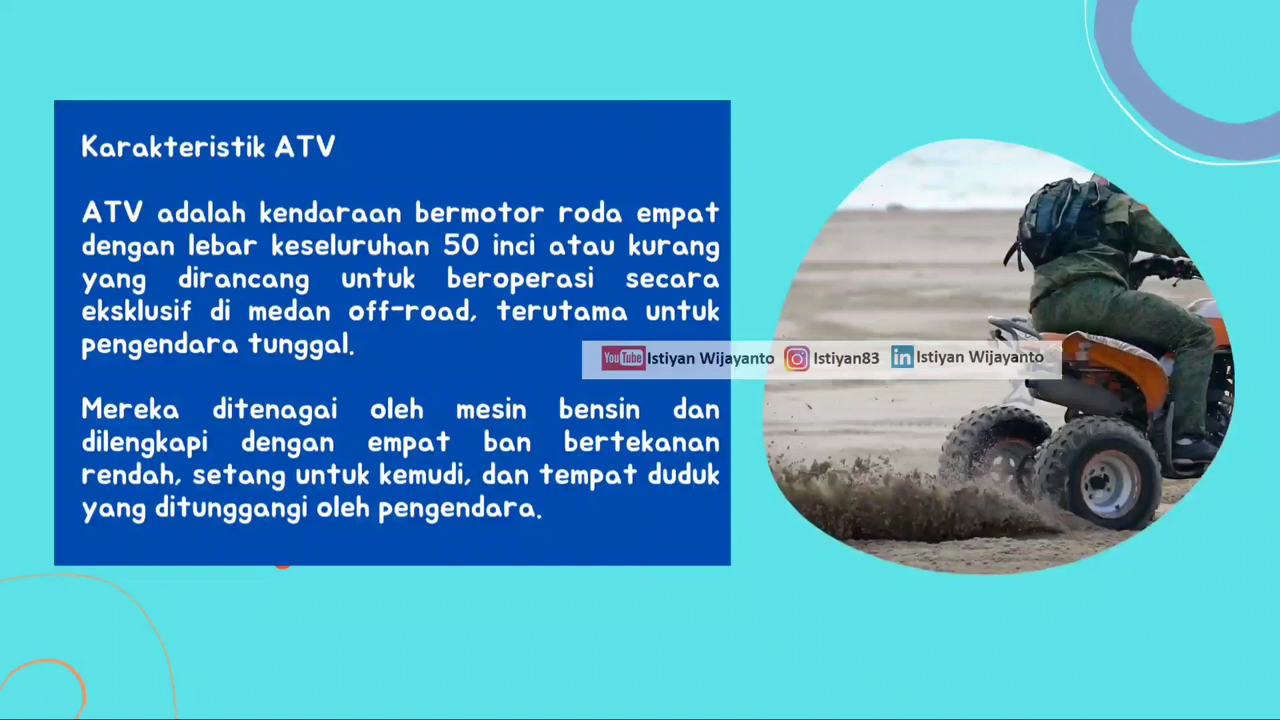 Karakteristik ATV
ATV adalah kendaraan bermotor roda empat
dengan lebar keseluruhan 50 inci atau kurang
yang dirancang untuk beroperasi secara
eksklusif di medan off-road, terutama untuk
pengendara tunggal.
YouTube Istiyan Wijayanto Istiyan83 in Istiyan Wijayanto
Mereka ditenagai oleh mesin bensin dan
dilengkapi dengan empat ban bertekanan
rendah, setang untuk kemudi, dan tempat duduk
yang ditunggangi oleh pengendara.